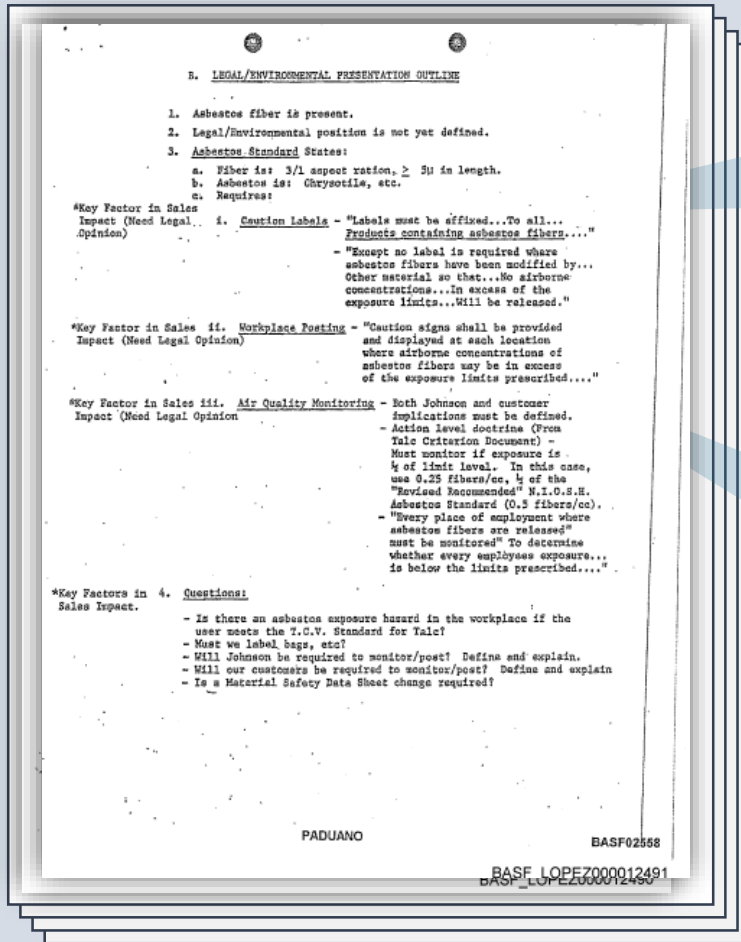 B. LEGAL/ENVIRONMENTAL PRESENTATION OUTLINE
1. Asbestos fiber is present.
2. Legal/Environmental position is not yet defined.
3. Asbestos Standard States:
a. Fiber is: 3/1 aspect ration, ≥ 5µ in length.
b. Asbestos is: Chrysotile, etc.
c. Requires:
*Key Factor in Sales
Impact (Need Legal i. Caution Labels - "Labels must be affixed...To all...
Opinion) Products containing asbestos fibers...."
- "Except no label is required where
asbestos fibers have been modified by...
Other material so that...No airborne
concentrations...In excess of the
exposure limits...Will be released."
*Key Factor in Sales ii. Workplace Posting - "Caution signs shall be provided
Impact (Need Legal Opinion) and displayed at each location
where airborne concentrations of
asbestos fibers may be in excess
of the exposure limits prescribed...."
*Key Factor in Sales iii. Air Quality Monitoring - Both Johnson and customer
Impact (Need Legal Opinion implications must be defined.
- Action level doctrine (From
Talc Criterion Document) -
Must monitor if exposure is
½ of limit level. In this case,
use 0.25 fibers/cc, ½ of the
"Revised Recommended" N.I.O.S.H.
Asbestos Standard (0.5 fibers/cc).
- "Every place of employment where
asbestos fibers are released"
must be monitored" To determine
whether every employees exposure...
is below the limits prescribed...."
*Key Factors in 4. Questions:
Sales Impact.
- Is there an asbestos exposure hazard in the workplace if the
user meets the T.C.V. Standard for Talc?
- Must we label bags, etc?
- Will Johnson be required to monitor/post? Define and explain.
- Will our customers be required to monitor/post? Define and explain
- Is a Material Safety Data Sheet change required?
PADUANO
BASF02558
BASF_LOPEZ000012491
BASF_LOPEZ000012490